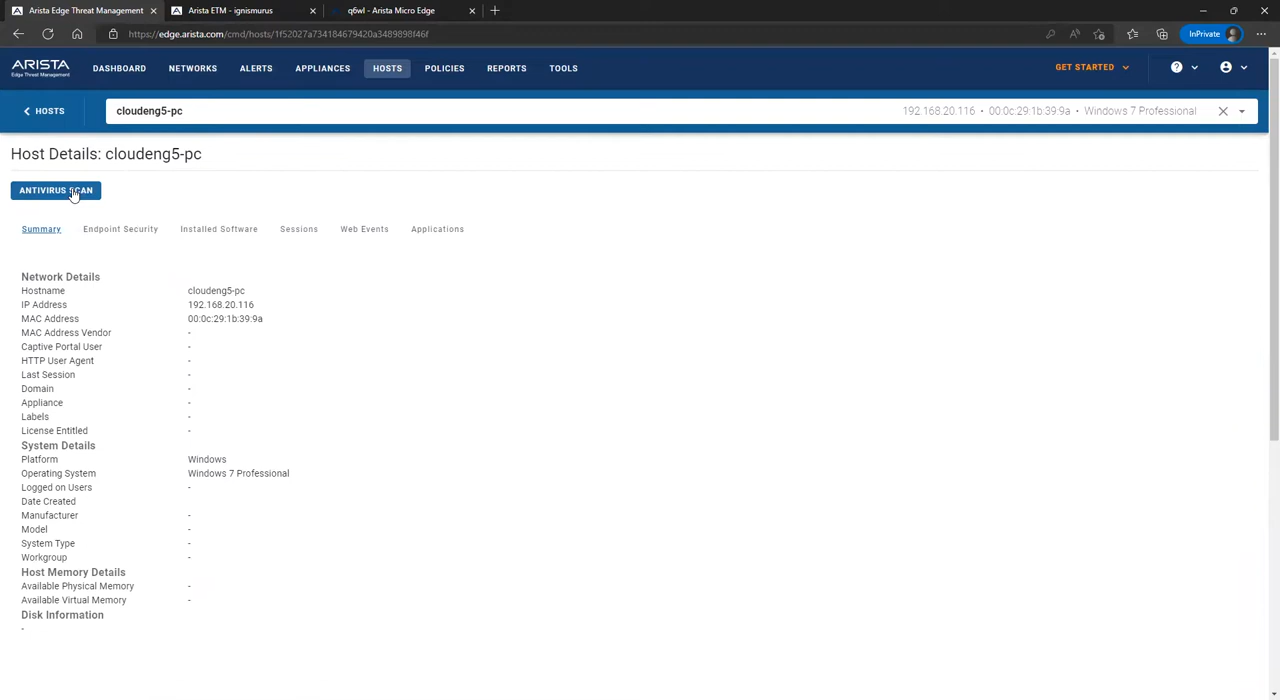 Arista Edge Threat Management
Arista ETM - ignismurus
q6wl - Arista Micro Edge
https://edge.arista.com/cmd/hosts/1f52027a734184679420a3489898f46f
InPrivate
ARISTA
Edge Threat Management
DASHBOARD
NETWORKS
ALERTS
APPLIANCES
HOSTS
POLICIES
REPORTS
TOOLS
GET STARTED
HOSTS
cloudeng5-pc
192.168.20.116 • 00:0c:29:1b:39:9a • Windows 7 Professional
Host Details: cloudeng5-pc
ANTIVIRUS SCAN
Summary
Endpoint Security
Installed Software
Sessions
Web Events
Applications
Network Details
Hostname cloudeng5-pc
IP Address 192.168.20.116
MAC Address 00:0c:29:1b:39:9a
MAC Address Vendor -
Captive Portal User -
HTTP User Agent -
Last Session -
Domain -
Appliance -
Labels -
License Entitled -
System Details
Platform Windows
Operating System Windows 7 Professional
Logged on Users -
Date Created
Manufacturer -
Model -
System Type -
Workgroup -
Host Memory Details
Available Physical Memory -
Available Virtual Memory -
Disk Information
-